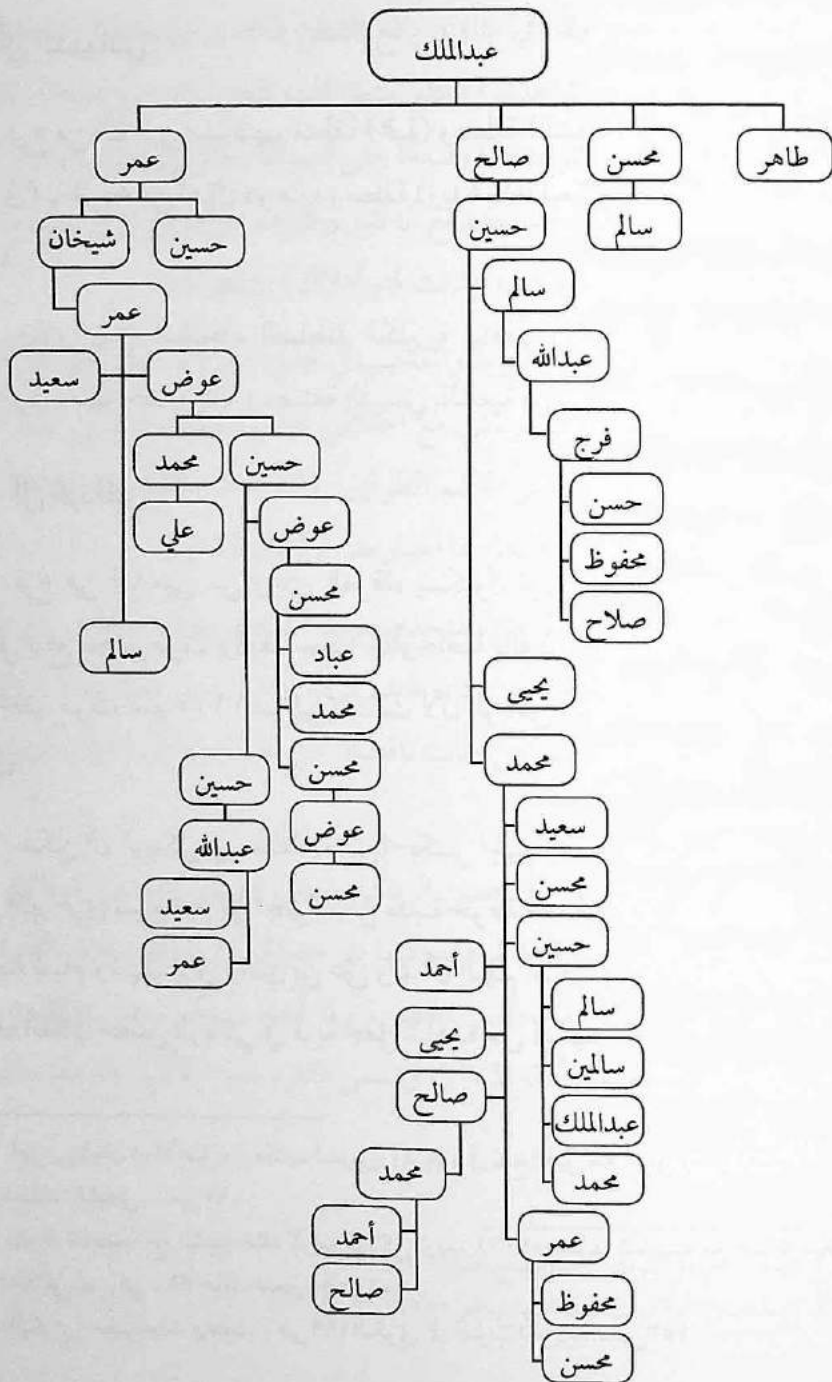 عبدالملك
طاهر
محسن
صالح
عمر
سالم
حسين
حسين
شيخان
سالم
عمر
عبدالله
عوض
سعيد
فرج
حسين
محمد
حسن
عوض
علي
محفوظ
محسن
صلاح
عباد
سالم
يحيى
محمد
محمد
محسن
حسين
سعيد
عوض
عبدالله
محسن
محسن
سعيد
حسين
أحمد
عمر
سالم
يحيى
سالمين
صالح
عبدالملك
محمد
محمد
عمر
أحمد
محفوظ
صالح
محسن